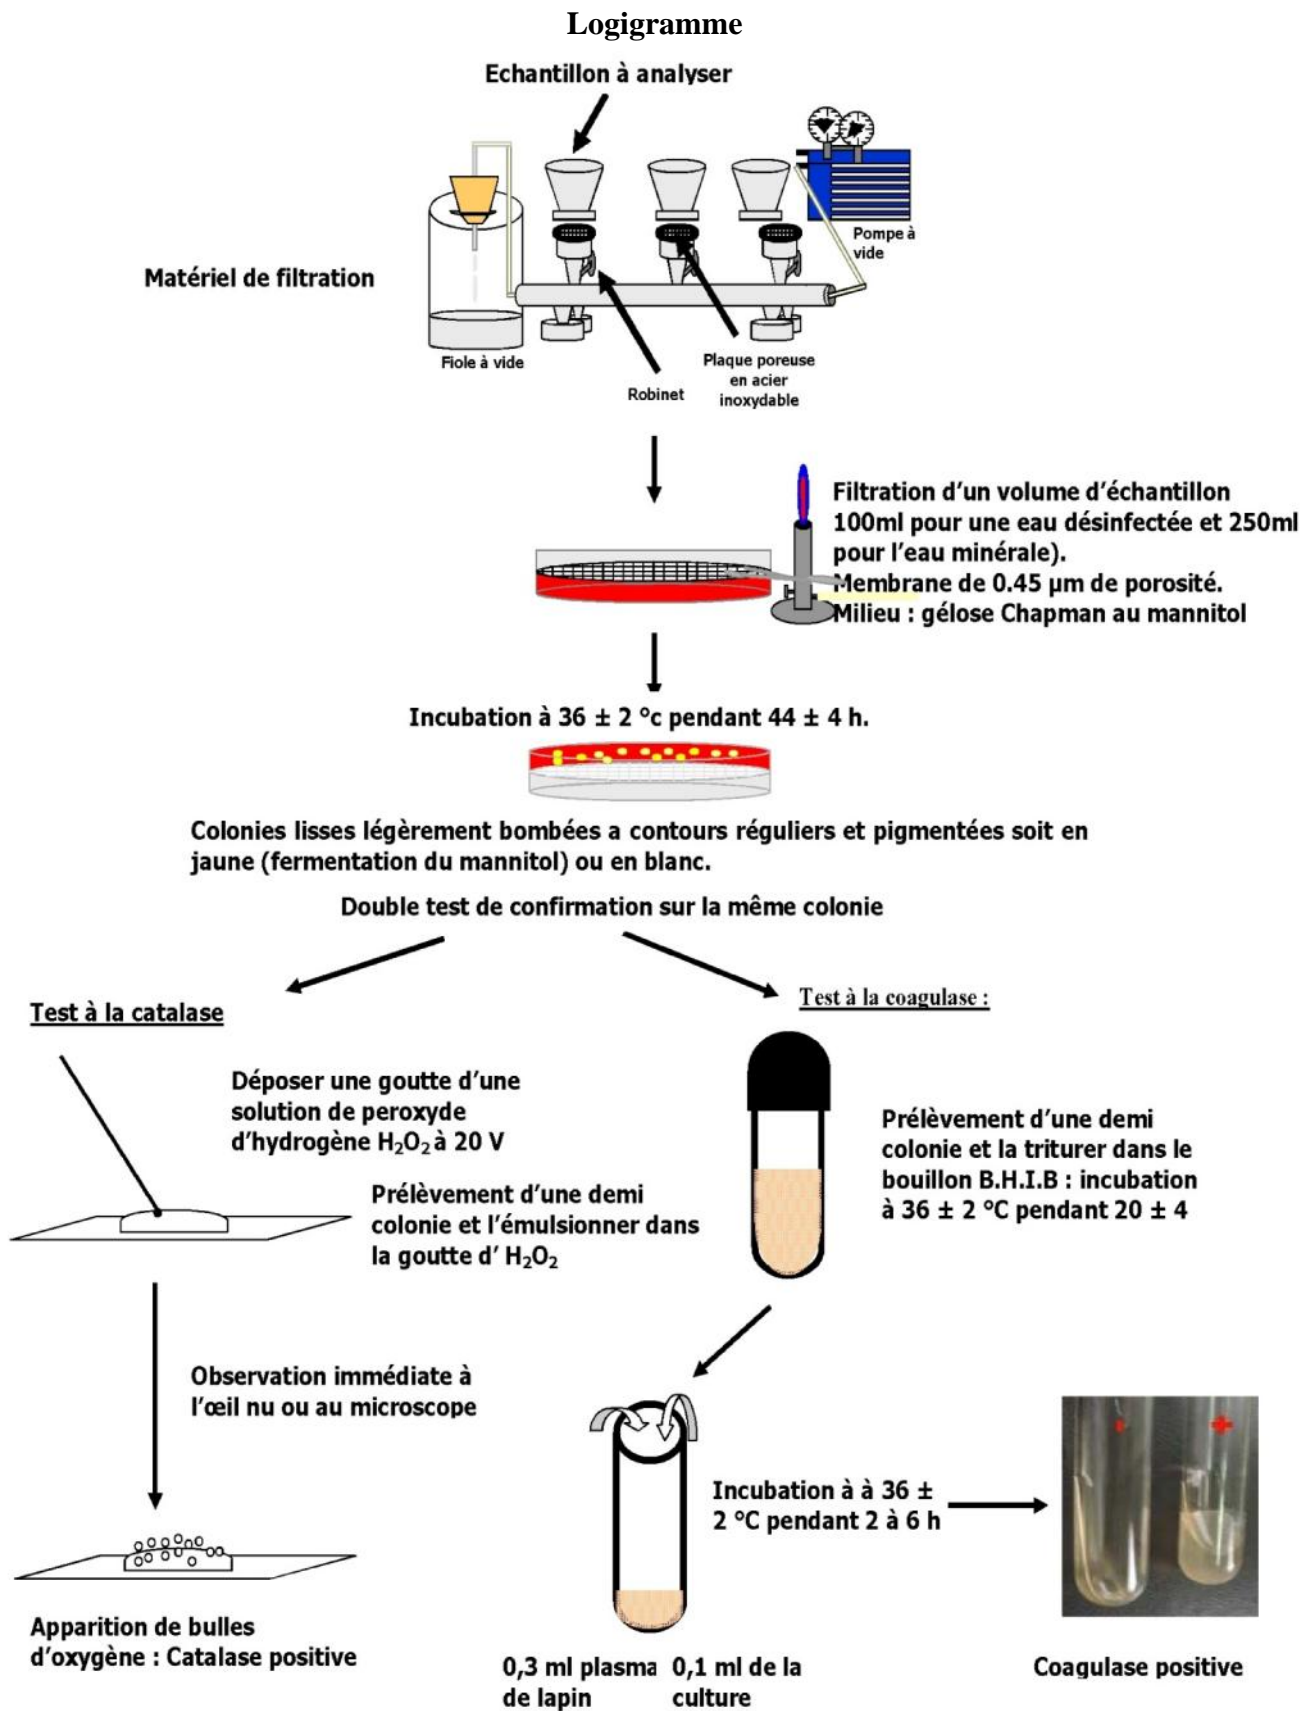 Logigramme
Echantillon à analyser
Pompe à
vide
Matériel de filtration
Fiole à vide
Plaque poreuse
en acier
inoxydable
Robinet
Filtration d'un volume d'échantillon
100ml pour une eau désinfectée et 250ml
pour l'eau minérale).
Membrane de 0.45 µm de porosité.
Milieu : gélose Chapman au mannitol
Incubation à 36 ± 2 °c pendant 44 ± 4 h.
Colonies lisses légèrement bombées a contours réguliers et pigmentées soit en
jaune (fermentation du mannitol) ou en blanc.
Double test de confirmation sur la même colonie
Test à la catalase
Déposer une goutte d'une
solution de peroxyde
d'hydrogène H₂O₂ à 20 V
Prélèvement d'une demi
colonie et l'émulsionner dans
la goutte d' H₂O₂
Observation immédiate à
l'œil nu ou au microscope
Apparition de bulles
d'oxygène : Catalase positive
Test à la coagulase :
Prélèvement d'une demi
colonie et la triturer dans le
bouillon B.H.I.B : incubation
à 36 ± 2 °C pendant 20 ± 4
Incubation à à 36 ±
2 °C pendant 2 à 6 h
- +
0,3 ml plasma
de lapin
0,1 ml de la
culture
Coagulase positive